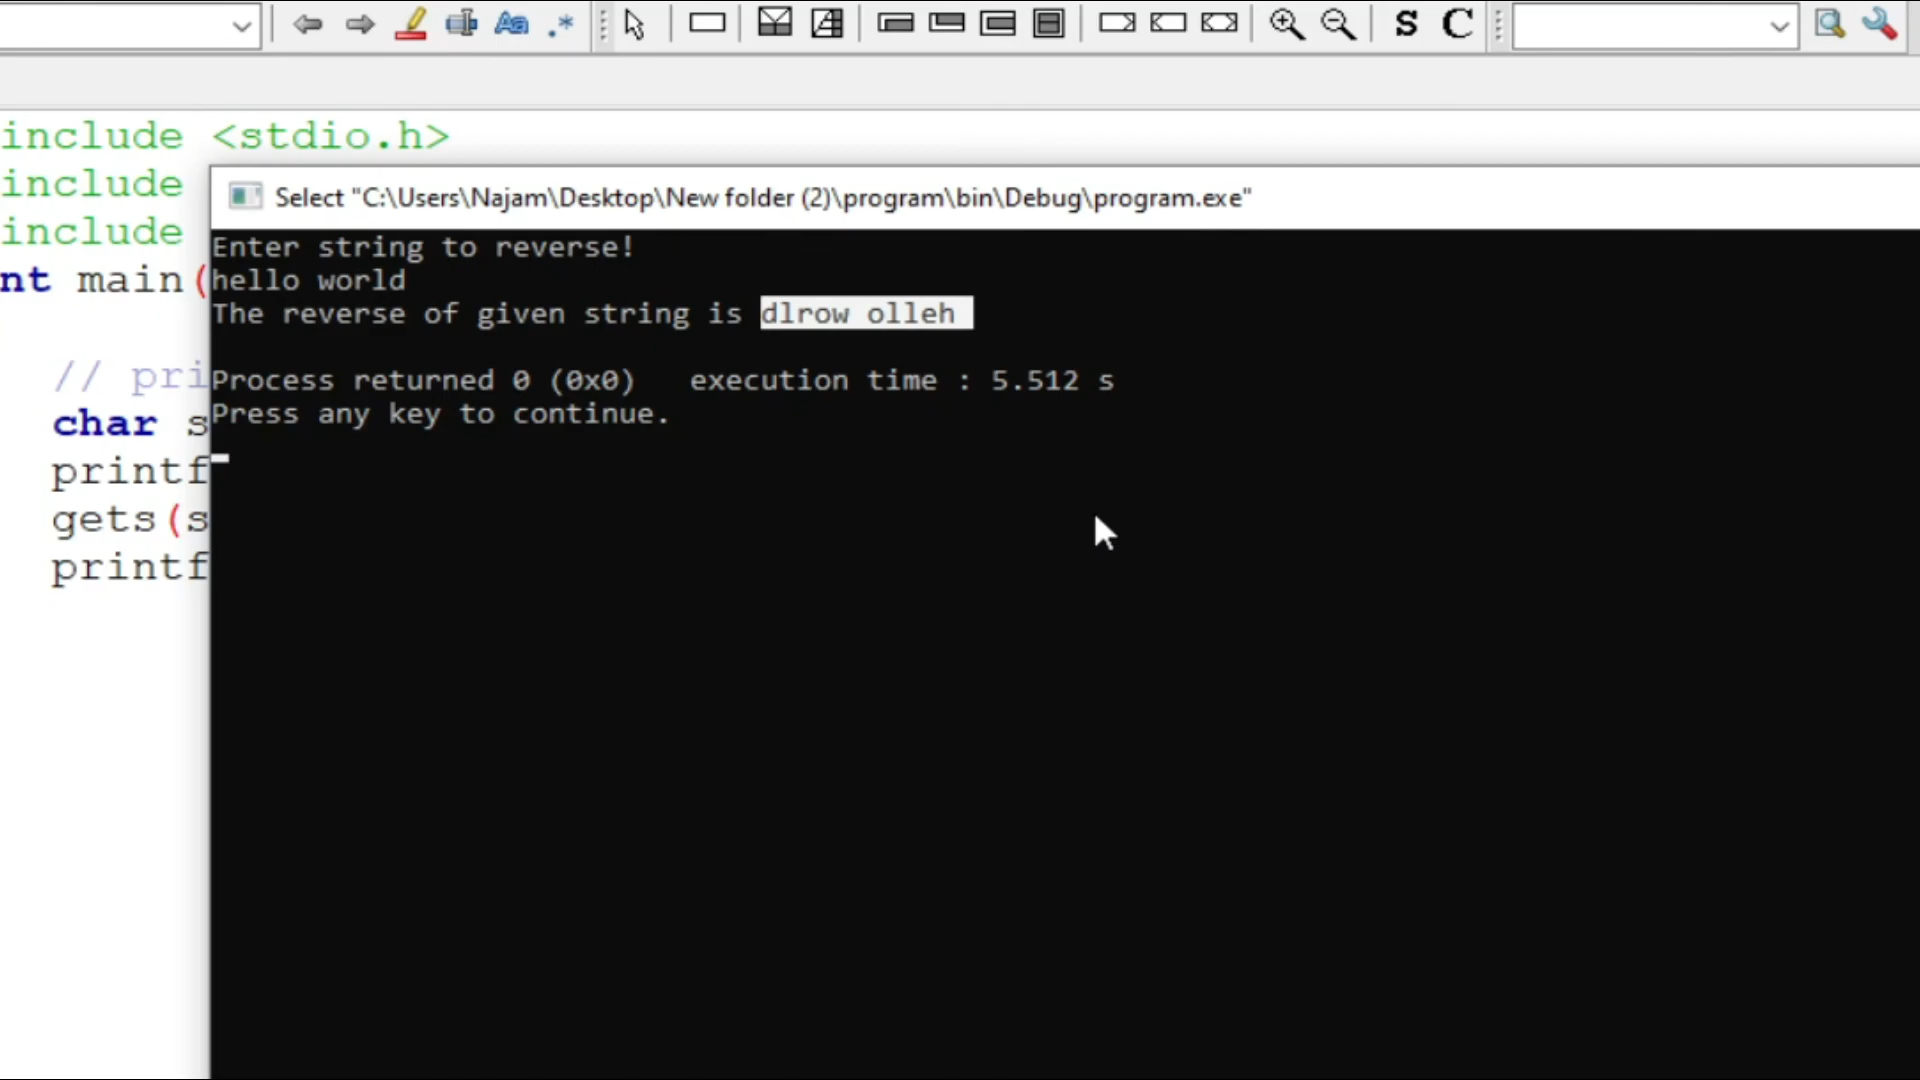 Aa .*
S C
include <stdio.h>
include
include
nt main(
// pri
char s
printf
gets(s
printf
Select "C:\Users\Najam\Desktop\New folder (2)\program\bin\Debug\program.exe"
Enter string to reverse!
hello world
The reverse of given string is dlrow olleh
Process returned 0 (0x0)   execution time : 5.512 s
Press any key to continue.